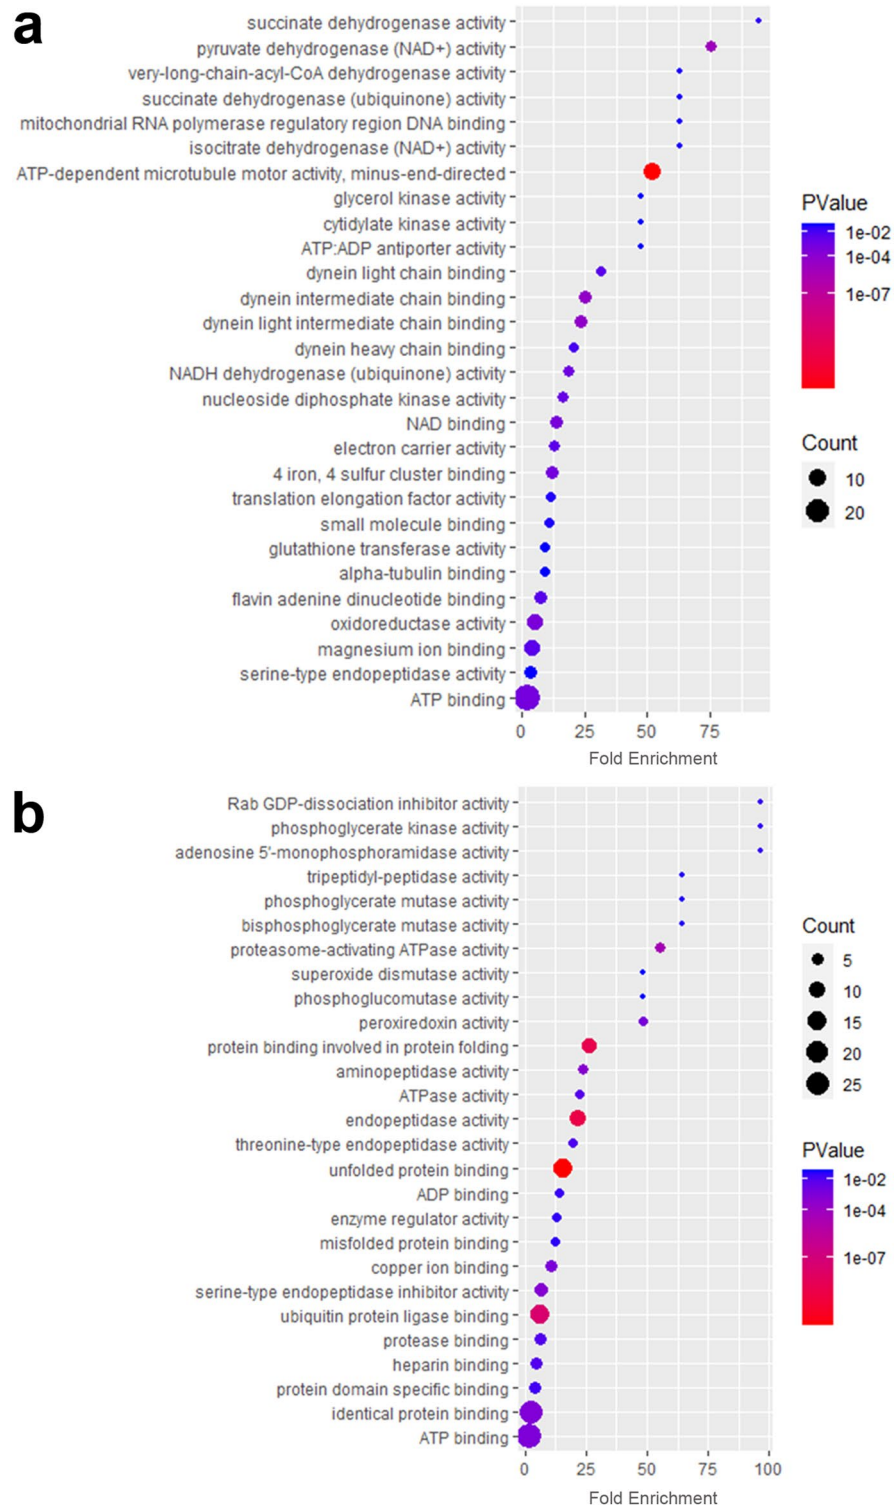 a
succinate dehydrogenase activity
pyruvate dehydrogenase (NAD+) activity
very-long-chain-acyl-CoA dehydrogenase activity
succinate dehydrogenase (ubiquinone) activity
mitochondrial RNA polymerase regulatory region DNA binding
isocitrate dehydrogenase (NAD+) activity
ATP-dependent microtubule motor activity, minus-end-directed
glycerol kinase activity
cytidylate kinase activity
ATP:ADP antiporter activity
dynein light chain binding
dynein intermediate chain binding
dynein light intermediate chain binding
dynein heavy chain binding
NADH dehydrogenase (ubiquinone) activity
nucleoside diphosphate kinase activity
NAD binding
electron carrier activity
4 iron, 4 sulfur cluster binding
translation elongation factor activity
small molecule binding
glutathione transferase activity
alpha-tubulin binding
flavin adenine dinucleotide binding
oxidoreductase activity
magnesium ion binding
serine-type endopeptidase activity
ATP binding
0 25 50 75
Fold Enrichment
PValue
1e-02
1e-04
1e-07
Count
10
20
b
Rab GDP-dissociation inhibitor activity
phosphoglycerate kinase activity
adenosine 5'-monophosphoramidase activity
tripeptidyl-peptidase activity
phosphoglycerate mutase activity
bisphosphoglycerate mutase activity
proteasome-activating ATPase activity
superoxide dismutase activity
phosphoglucomutase activity
peroxiredoxin activity
protein binding involved in protein folding
aminopeptidase activity
ATPase activity
endopeptidase activity
threonine-type endopeptidase activity
unfolded protein binding
ADP binding
enzyme regulator activity
misfolded protein binding
copper ion binding
serine-type endopeptidase inhibitor activity
ubiquitin protein ligase binding
protease binding
heparin binding
protein domain specific binding
identical protein binding
ATP binding
0 25 50 75 100
Fold Enrichment
Count
5
10
15
20
25
PValue
1e-02
1e-04
1e-07